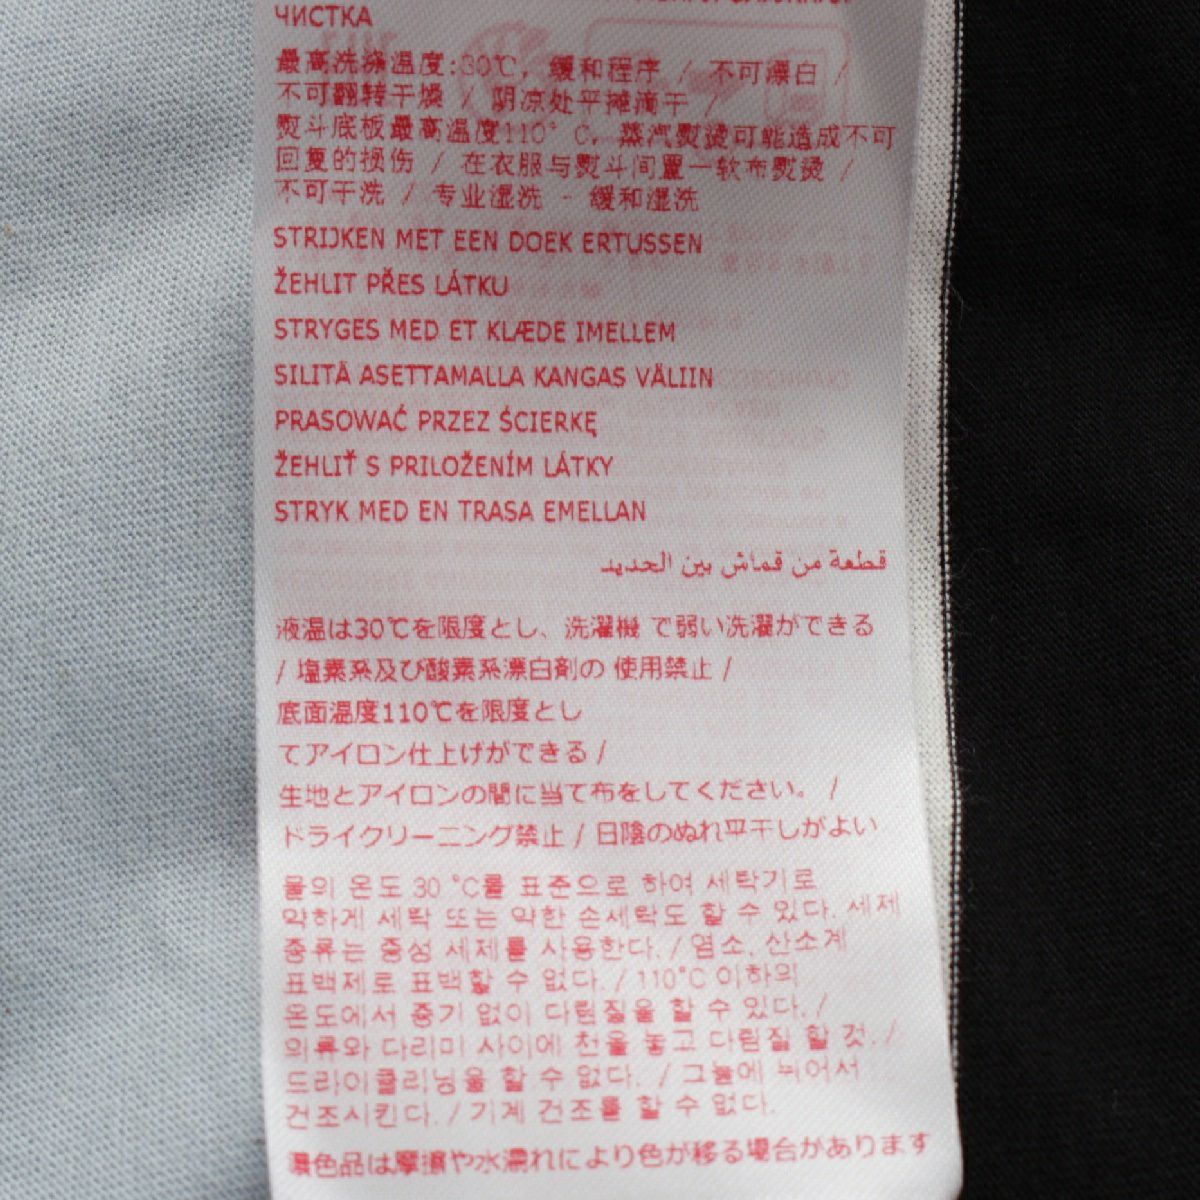 ЧИСТКА
最高洗涤温度:30℃，缓和程序 / 不可漂白 /
不可翻转干燥 / 阴凉处平摊滴干 /
熨斗底板最高温度110° C，蒸汽熨烫可能造成不可
回复的损伤 / 在衣服与熨斗间置一软布熨烫 /
不可干洗 / 专业湿洗 - 缓和湿洗
STRIJKEN MET EEN DOEK ERTUSSEN
ŽEHLIT PŘES LÁTKU
STRYGES MED ET KLÆDE IMELLEM
SILITÄ ASETTAMALLA KANGAS VÄLIIN
PRASOWAĆ PRZEZ ŚCIERKĘ
ŽEHLIŤ S PRILOŽENÍM LÁTKY
STRYK MED EN TRASA EMELLAN
قطعة من قماش بين الحديد
液温は30℃を限度とし、洗濯機 で弱い洗濯ができる
/ 塩素系及び酸素系漂白剤の 使用禁止 /
底面温度110℃を限度とし
てアイロン仕上げができる /
生地とアイロンの間に当て布をしてください。 /
ドライクリーニング禁止 / 日陰のぬれ平干しがよい
물의 온도 30 °C를 표준으로 하여 세탁기로
약하게 세탁 또는 약한 손세탁도 할 수 있다. 세제
종류는 중성 세제를 사용한다. / 염소, 산소계
표백제로 표백할 수 없다. / 110°C 이하의
온도에서 증기 없이 다림질을 할 수 있다. /
의류와 다리미 사이에 천을 놓고 다림질 할 것. /
드라이클리닝을 할 수 없다. / 그늘에 뉘어서
건조시킨다. / 기계 건조를 할 수 없다.
濃色品は摩擦や水濡れにより色が移る場合があります